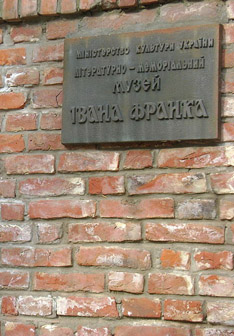 МІНІСТЕРСТВО КУЛЬТУРИ УКРАЇНИ
ЛІТЕРАТУРНО – МЕМОРІАЛЬНИЙ
МУЗЕЙ
ІВАНА ФРАНКА